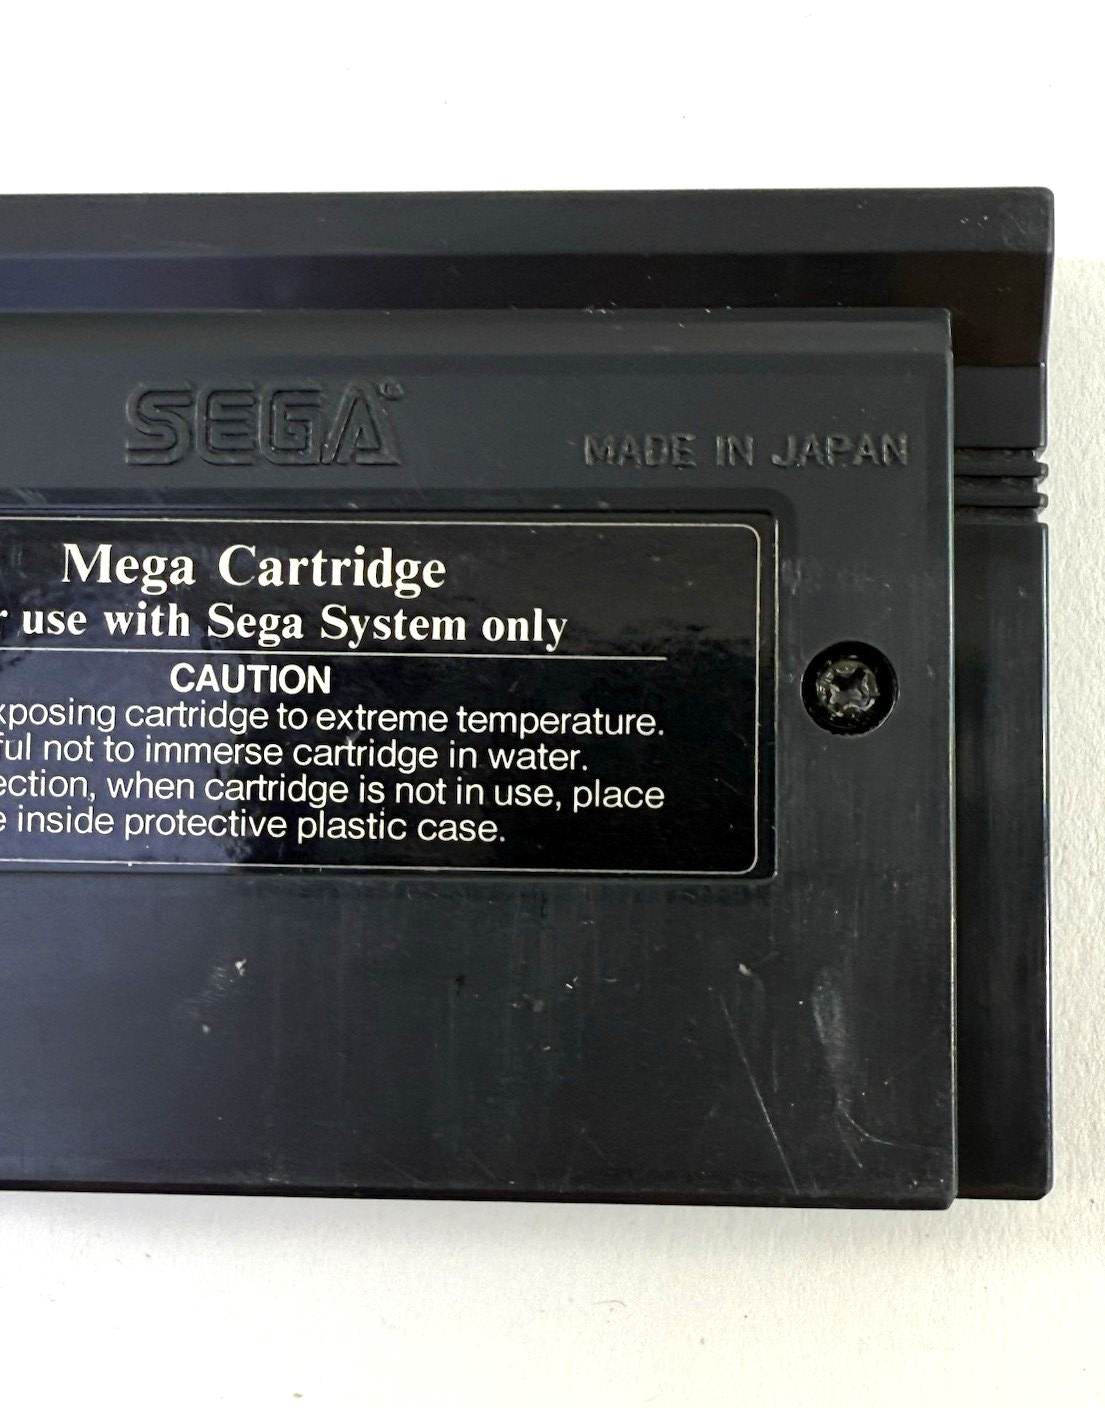 SEGA
MADE IN JAPAN
Mega Cartridge
use with Sega System only
CAUTION
xposing cartridge to extreme temperature.
ful not to immerse cartridge in water.
ection, when cartridge is not in use, place
e inside protective plastic case.